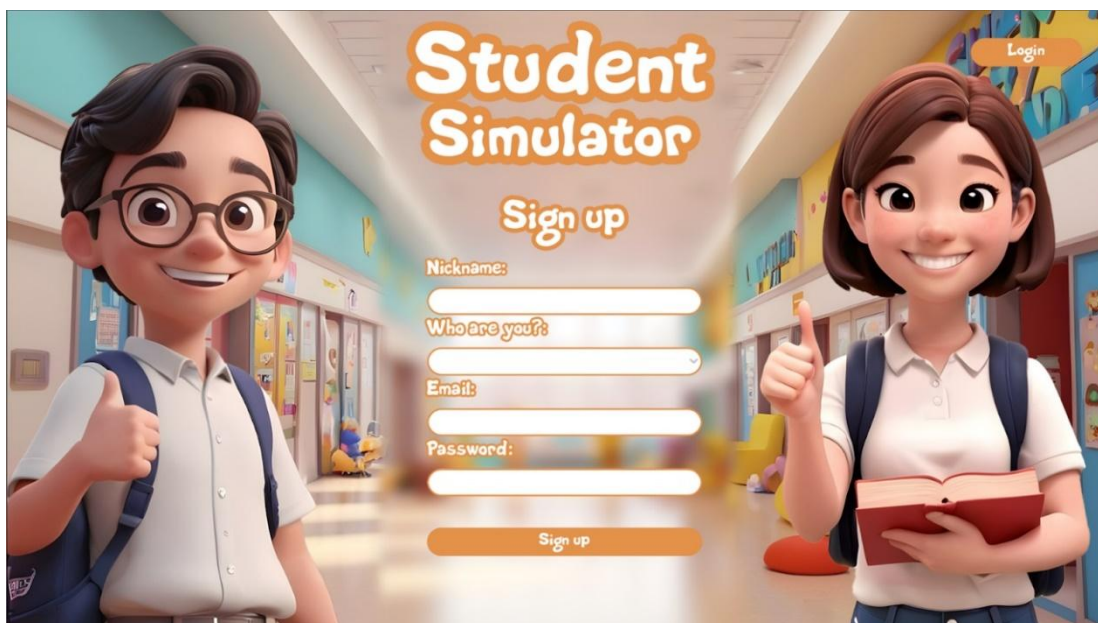 Student
Simulator
Login
Sign up
Nickname:
Who are you?:
Email:
Password:
Sign up